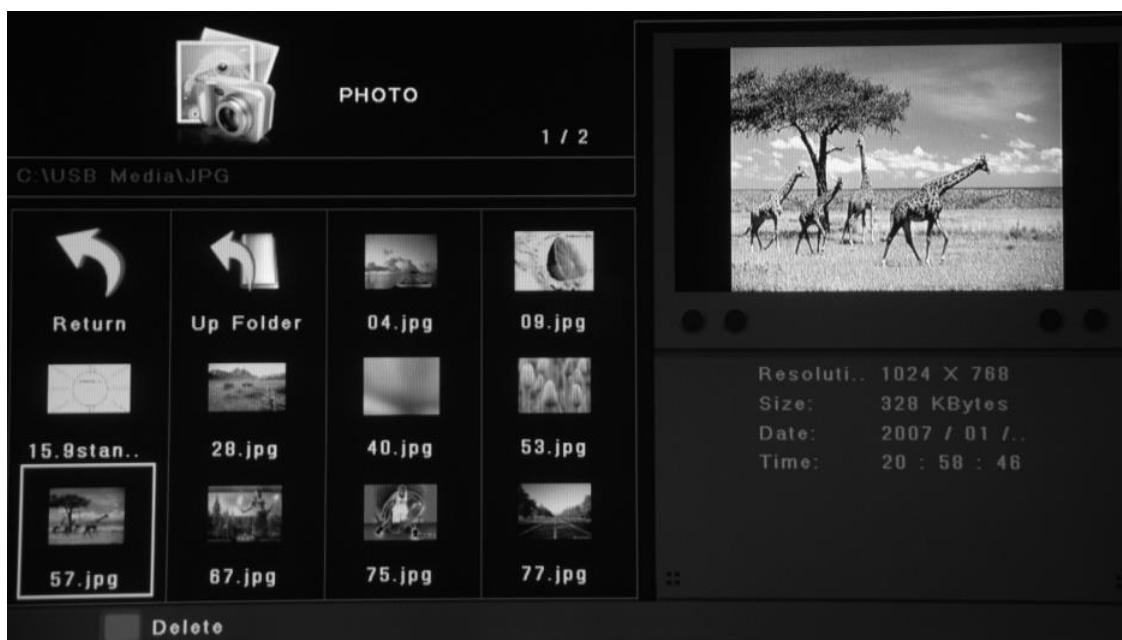 PHOTO
1 / 2
C:\USB Media\JPG
Return
Up Folder
04.jpg
09.jpg
15.9stan..
28.jpg
40.jpg
53.jpg
57.jpg
67.jpg
75.jpg
77.jpg
Resoluti.. 1024 X 768
Size: 328 KBytes
Date: 2007 / 01 /..
Time: 20 : 58 : 46
Delete